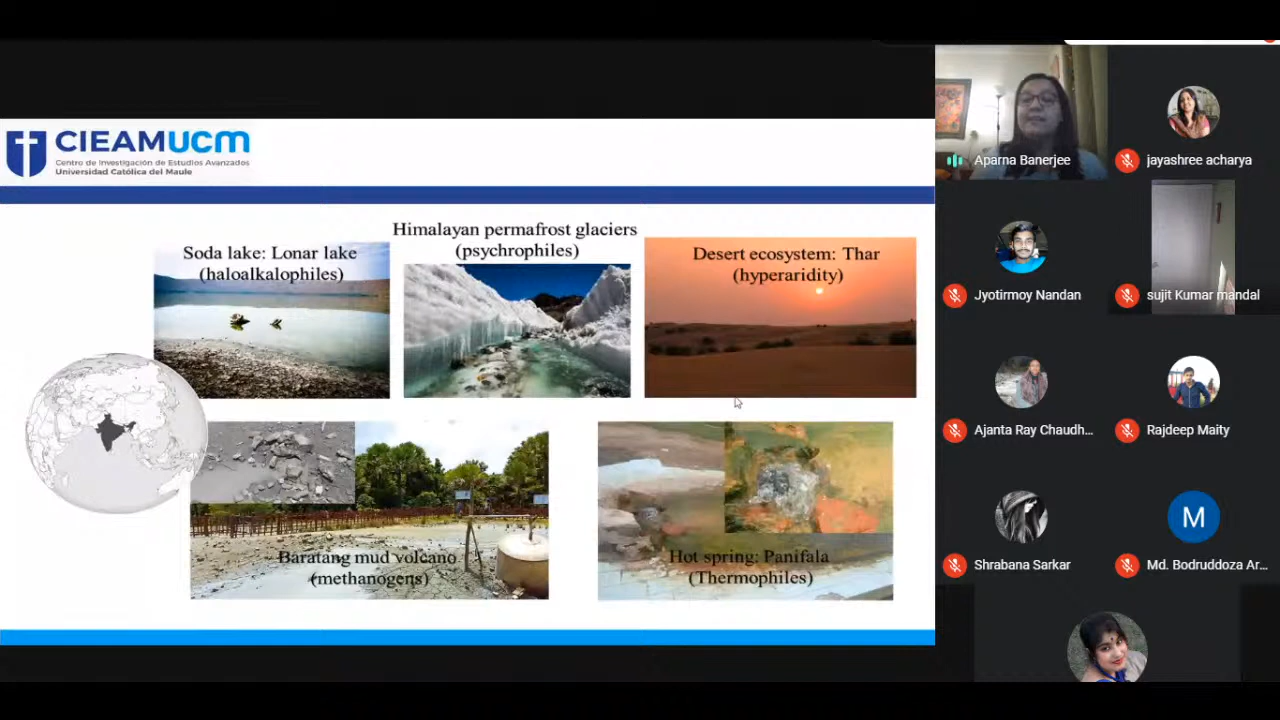 CIEAMUCM
Centro de Investigación de Estudios Avanzados
Universidad Católica del Maule
Himalayan permafrost glaciers
(psychrophiles)
Soda lake: Lonar lake
(haloalkalophiles)
Desert ecosystem: Thar
(hyperaridity)
Baratang mud volcano
(methanogens)
Hot spring: Panifala
(Thermophiles)
Aparna Banerjee
jayashree acharya
Jyotirmoy Nandan
sujit Kumar mandal
Ajanta Ray Chaudh...
Rajdeep Maity
M
Shrabana Sarkar
Md. Bodruddoza Ar...